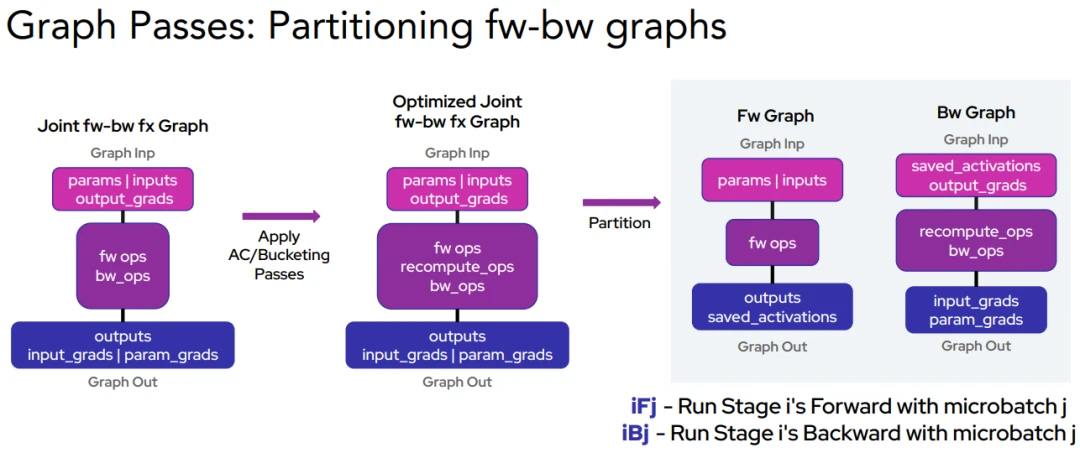 Graph Passes: Partitioning fw-bw graphs
Joint fw-bw fx Graph
Graph Inp
params | inputs
output_grads
fw ops
bw_ops
outputs
input_grads | param_grads
Graph Out
Apply
AC/Bucketing
Passes
Optimized Joint
fw-bw fx Graph
Graph Inp
params | inputs
output_grads
fw ops
recompute_ops
bw_ops
outputs
input_grads | param_grads
Graph Out
Partition
Fw Graph
Graph Inp
params | inputs
fw ops
outputs
saved_activations
Graph Out
Bw Graph
Graph Inp
saved_activations
output_grads
recompute_ops
bw_ops
input_grads
param_grads
Graph Out
iFj - Run Stage i's Forward with microbatch j
iBj - Run Stage i's Backward with microbatch j